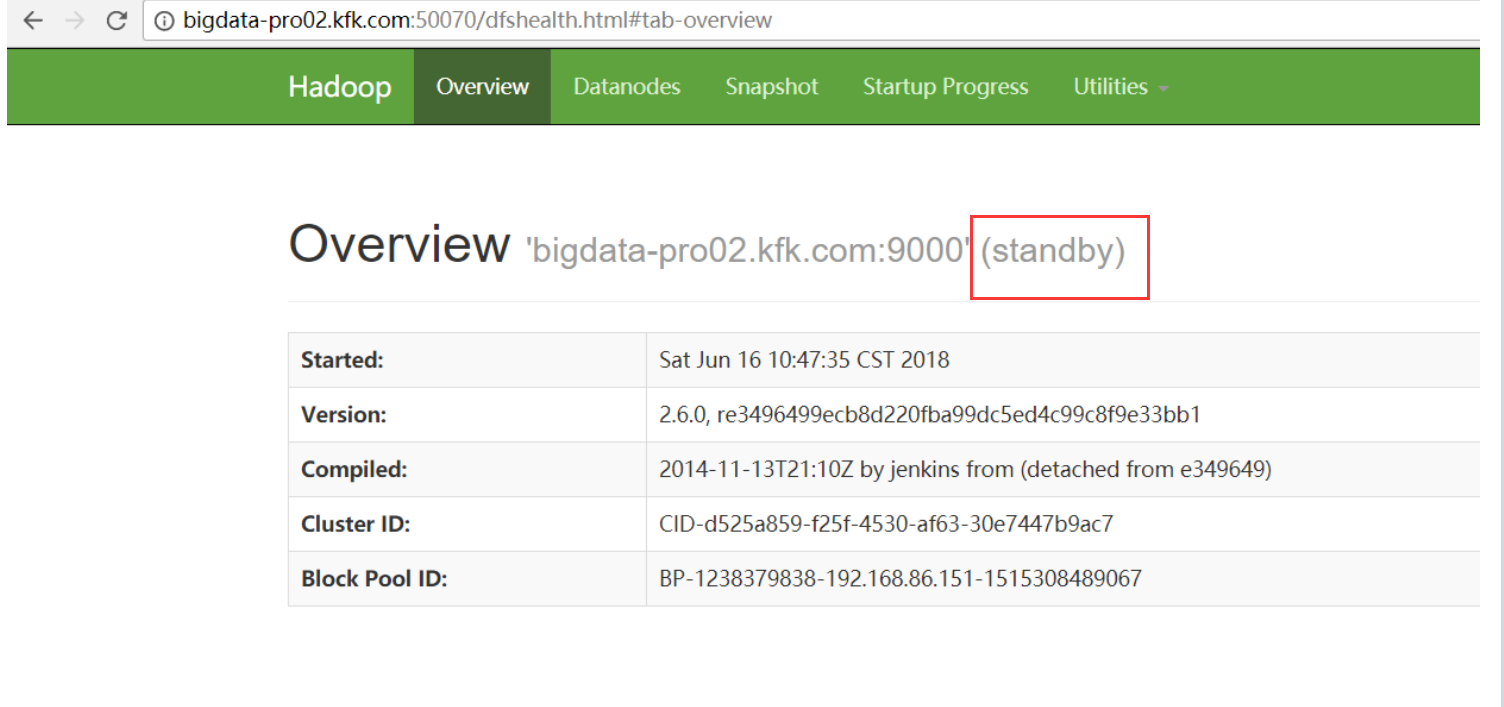 bigdata-pro02.kfk.com:50070/dfshealth.html#tab-overview
Hadoop Overview Datanodes Snapshot Startup Progress Utilities
Overview 'bigdata-pro02.kfk.com:9000' (standby)
Started: Sat Jun 16 10:47:35 CST 2018
Version: 2.6.0, re3496499ecb8d220fba99dc5ed4c99c8f9e33bb1
Compiled: 2014-11-13T21:10Z by jenkins from (detached from e349649)
Cluster ID: CID-d525a859-f25f-4530-af63-30e7447b9ac7
Block Pool ID: BP-1238379838-192.168.86.151-1515308489067